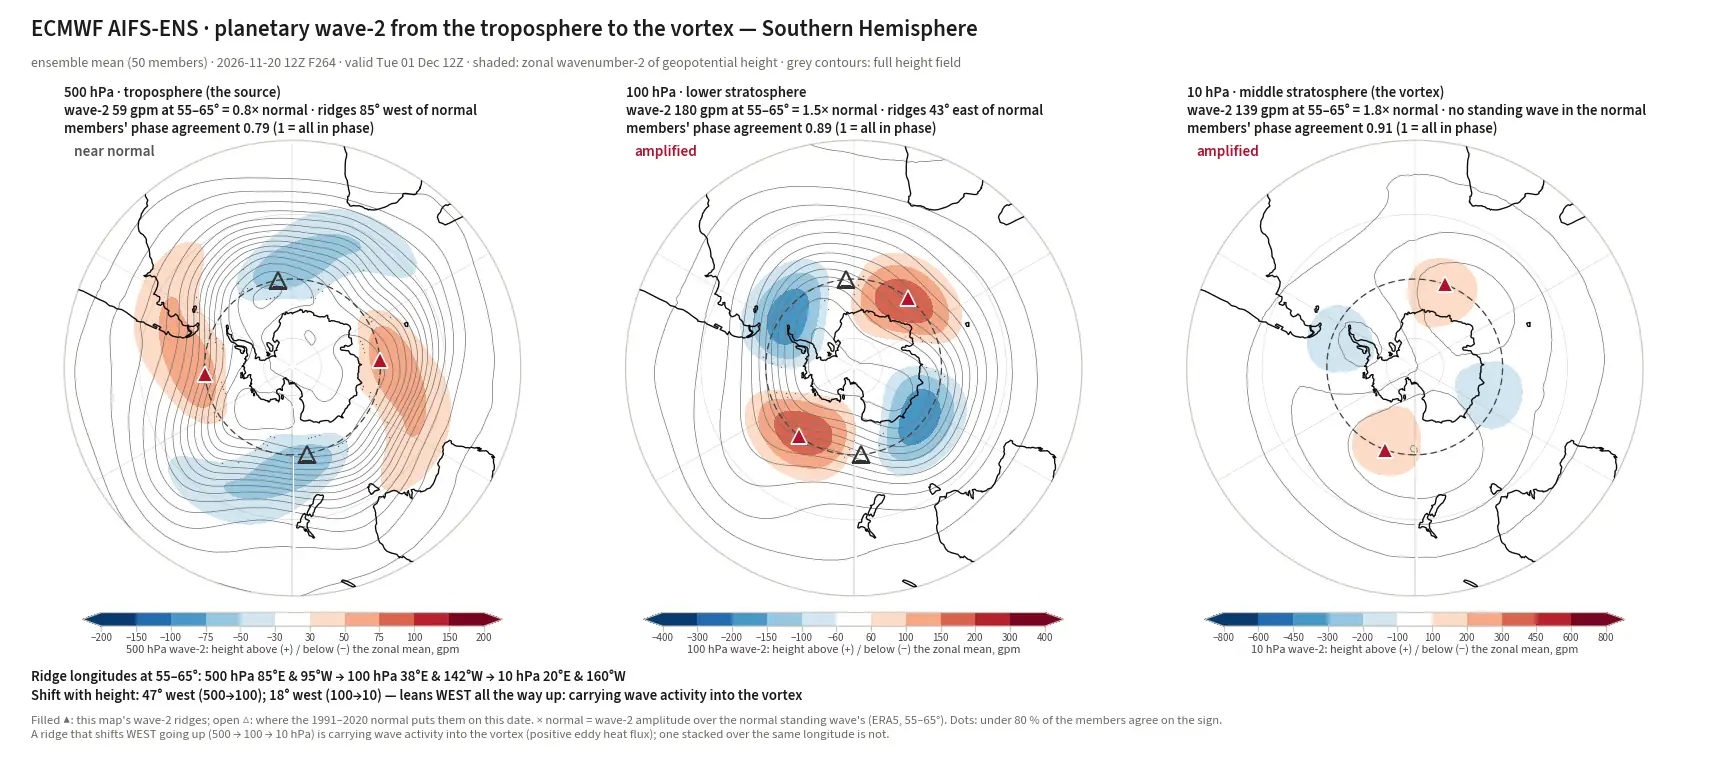 ECMWF AIFS-ENS · planetary wave-2 from the troposphere to the vortex — Southern Hemisphere
ensemble mean (50 members) · 2026-11-20 12Z F264 · valid Tue 01 Dec 12Z · shaded: zonal wavenumber-2 of geopotential height · grey contours: full height field
500 hPa · troposphere (the source)
wave-2 59 gpm at 55–65° = 0.8× normal · ridges 85° west of normal
members' phase agreement 0.79 (1 = all in phase)
near normal
100 hPa · lower stratosphere
wave-2 180 gpm at 55–65° = 1.5× normal · ridges 43° east of normal
members' phase agreement 0.89 (1 = all in phase)
amplified
10 hPa · middle stratosphere (the vortex)
wave-2 139 gpm at 55–65° = 1.8× normal · no standing wave in the normal
members' phase agreement 0.91 (1 = all in phase)
amplified
−200 −150 −100 −75 −50 −30 30 50 75 100 150 200
500 hPa wave-2: height above (+) / below (−) the zonal mean, gpm
−400 −300 −200 −150 −100 −60 60 100 150 200 300 400
100 hPa wave-2: height above (+) / below (−) the zonal mean, gpm
−800 −600 −450 −300 −200 −100 100 200 300 450 600 800
10 hPa wave-2: height above (+) / below (−) the zonal mean, gpm
Ridge longitudes at 55–65°: 500 hPa 85°E & 95°W → 100 hPa 38°E & 142°W → 10 hPa 20°E & 160°W
Shift with height: 47° west (500→100); 18° west (100→10) — leans WEST all the way up: carrying wave activity into the vortex
Filled ▲: this map's wave-2 ridges; open △: where the 1991–2020 normal puts them on this date. × normal = wave-2 amplitude over the normal standing wave's (ERA5, 55–65°). Dots: under 80 % of the members agree on the sign.
A ridge that shifts WEST going up (500 → 100 → 10 hPa) is carrying wave activity into the vortex (positive eddy heat flux); one stacked over the same longitude is not.